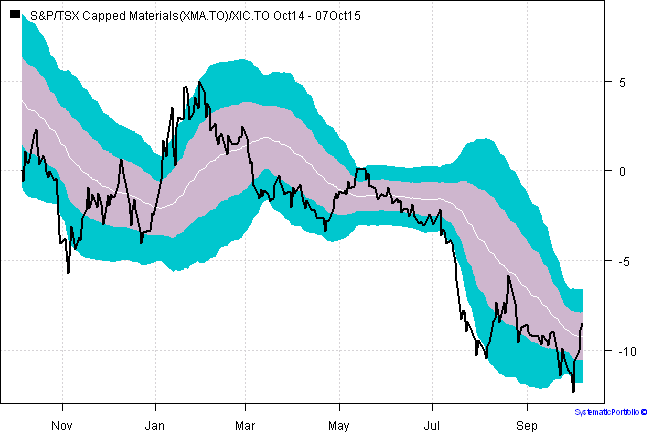 S&P/TSX Capped Materials(XMA.TO)/XIC.TO Oct14 - 07Oct15
5
0
-5
-10
Nov Jan Mar May Jul Sep
SystematicPortfolio ©